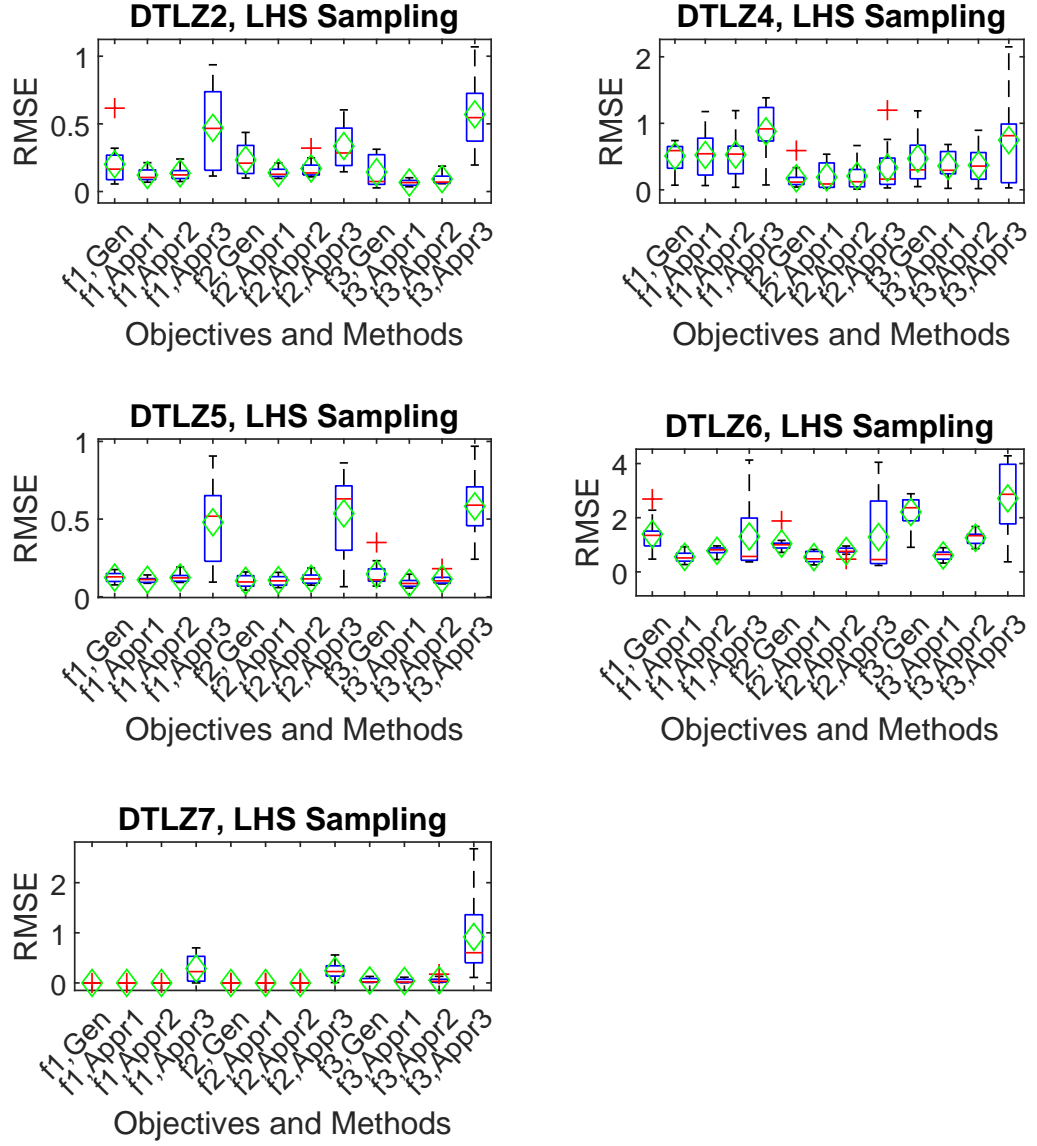 DTLZ2, LHS Sampling
RMSE
1
0.5
0
f1, Gen
f1,Appr1
f1,Appr2
f1,Appr3
f2, Gen
f2,Appr1
f2,Appr2
f2,Appr3
f3, Gen
f3,Appr1
f3,Appr2
f3,Appr3
Objectives and Methods
DTLZ4, LHS Sampling
RMSE
2
1
0
f1, Gen
f1,Appr1
f1,Appr2
f1,Appr3
f2, Gen
f2,Appr1
f2,Appr2
f2,Appr3
f3, Gen
f3,Appr1
f3,Appr2
f3,Appr3
Objectives and Methods
DTLZ5, LHS Sampling
RMSE
1
0.5
0
f1, Gen
f1,Appr1
f1,Appr2
f1,Appr3
f2, Gen
f2,Appr1
f2,Appr2
f2,Appr3
f3, Gen
f3,Appr1
f3,Appr2
f3,Appr3
Objectives and Methods
DTLZ6, LHS Sampling
RMSE
4
2
0
f1, Gen
f1,Appr1
f1,Appr2
f1,Appr3
f2, Gen
f2,Appr1
f2,Appr2
f2,Appr3
f3, Gen
f3,Appr1
f3,Appr2
f3,Appr3
Objectives and Methods
DTLZ7, LHS Sampling
RMSE
2
1
0
f1, Gen
f1,Appr1
f1,Appr2
f1,Appr3
f2, Gen
f2,Appr1
f2,Appr2
f2,Appr3
f3, Gen
f3,Appr1
f3,Appr2
f3,Appr3
Objectives and Methods